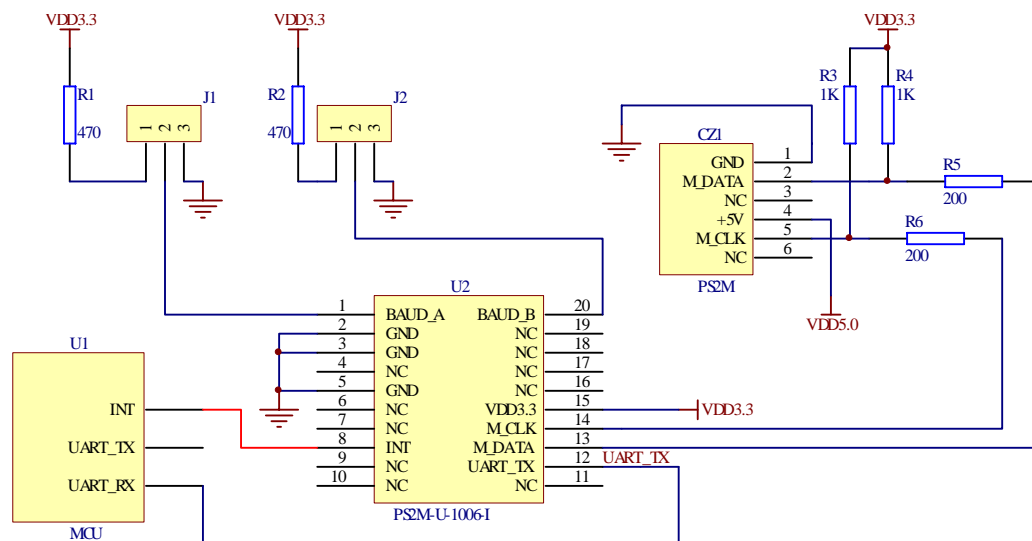 VDD3.3 VDD3.3 VDD3.3
R1 470 J1 1 2 3
R2 470 J2 1 2 3
R3 1K R4 1K
CZ1
GND 1
M_DATA 2
NC 3
+5V 4
M_CLK 5
NC 6
PS2M
R5
200
R6
200
VDD5.0
U2
1 BAUD_A BAUD_B 20
2 GND NC 19
3 GND NC 18
4 NC NC 17
5 GND NC 16
6 NC VDD3.3 15 VDD3.3
7 NC M_CLK 14
8 INT M_DATA 13
9 NC UART_TX 12 UART_TX
10 NC NC 11
PS2M-U-1006-I
U1
INT
UART_TX
UART_RX
MCU